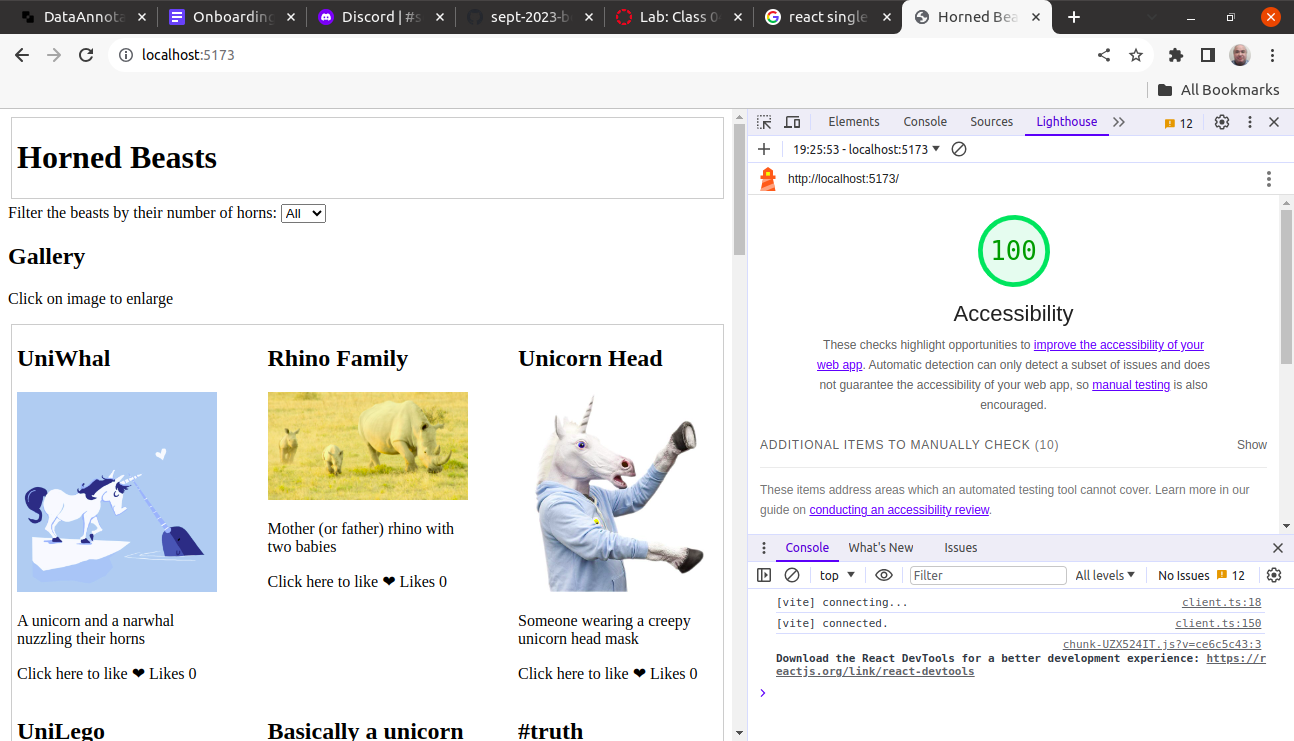 DataAnnota
Onboarding
Discord | #s
sept-2023-b
Lab: Class 0
react single
Horned Bea
localhost:5173
All Bookmarks
Horned Beasts
Filter the beasts by their number of horns: All
Gallery
Click on image to enlarge
UniWhal
A unicorn and a narwhal
nuzzling their horns
Click here to like ❤ Likes 0
Rhino Family
Mother (or father) rhino with
two babies
Click here to like ❤ Likes 0
Unicorn Head
Someone wearing a creepy
unicorn head mask
Click here to like ❤ Likes 0
UniLego
Basically a unicorn
#truth
Elements Console Sources Lighthouse 12
19:25:53 - localhost:5173
http://localhost:5173/
100
Accessibility
These checks highlight opportunities to improve the accessibility of your
web app. Automatic detection can only detect a subset of issues and does
not guarantee the accessibility of your web app, so manual testing is also
encouraged.
ADDITIONAL ITEMS TO MANUALLY CHECK (10) Show
These items address areas which an automated testing tool cannot cover. Learn more in our
guide on conducting an accessibility review.
Console What's New Issues
top Filter All levels No Issues 12
[vite] connecting... client.ts:18
[vite] connected. client.ts:150
chunk-UZX524IT.js?v=ce6c5c43:3
Download the React DevTools for a better development experience: https://r
eactjs.org/link/react-devtools